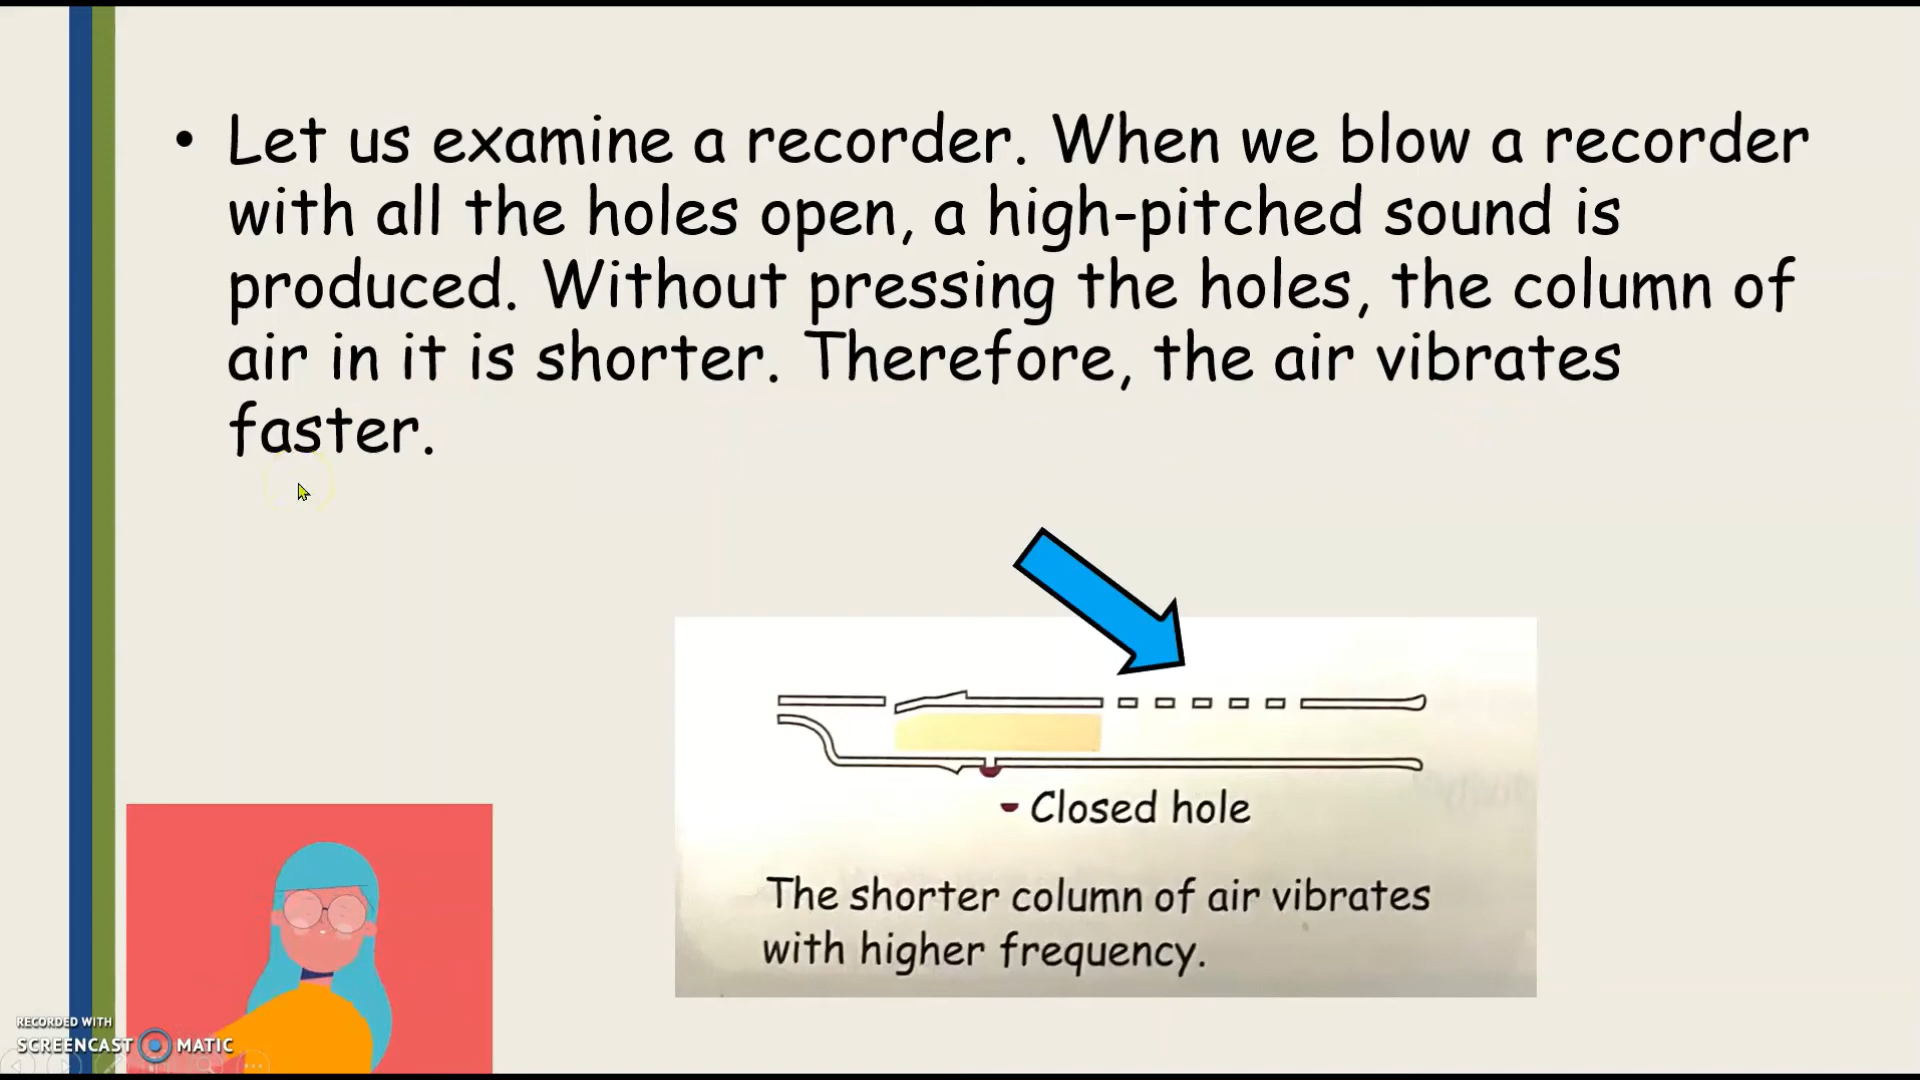 • Let us examine a recorder. When we blow a recorder
with all the holes open, a high-pitched sound is
produced. Without pressing the holes, the column of
air in it is shorter. Therefore, the air vibrates
faster.
Closed hole
The shorter column of air vibrates
with higher frequency.
RECORDED WITH
SCREENCAST MATIC